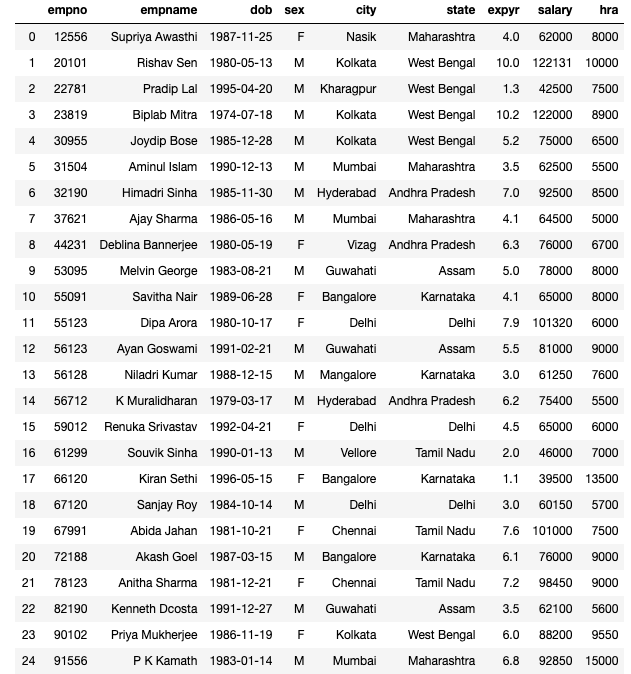 empno empname dob sex city state expyr salary hra
0 12556 Supriya Awasthi 1987-11-25 F Nasik Maharashtra 4.0 62000 8000
1 20101 Rishav Sen 1980-05-13 M Kolkata West Bengal 10.0 122131 10000
2 22781 Pradip Lal 1995-04-20 M Kharagpur West Bengal 1.3 42500 7500
3 23819 Biplab Mitra 1974-07-18 M Kolkata West Bengal 10.2 122000 8900
4 30955 Joydip Bose 1985-12-28 M Kolkata West Bengal 5.2 75000 6500
5 31504 Aminul Islam 1990-12-13 M Mumbai Maharashtra 3.5 62500 5500
6 32190 Himadri Sinha 1985-11-30 M Hyderabad Andhra Pradesh 7.0 92500 8500
7 37621 Ajay Sharma 1986-05-16 M Mumbai Maharashtra 4.1 64500 5000
8 44231 Deblina Bannerjee 1980-05-19 F Vizag Andhra Pradesh 6.3 76000 6700
9 53095 Melvin George 1983-08-21 M Guwahati Assam 5.0 78000 8000
10 55091 Savitha Nair 1989-06-28 F Bangalore Karnataka 4.1 65000 8000
11 55123 Dipa Arora 1980-10-17 F Delhi Delhi 7.9 101320 6000
12 56123 Ayan Goswami 1991-02-21 M Guwahati Assam 5.5 81000 9000
13 56128 Niladri Kumar 1988-12-15 M Mangalore Karnataka 3.0 61250 7600
14 56712 K Muralidharan 1979-03-17 M Hyderabad Andhra Pradesh 6.2 75400 5500
15 59012 Renuka Srivastav 1992-04-21 F Delhi Delhi 4.5 65000 6000
16 61299 Souvik Sinha 1990-01-13 M Vellore Tamil Nadu 2.0 46000 7000
17 66120 Kiran Sethi 1996-05-15 F Bangalore Karnataka 1.1 39500 13500
18 67120 Sanjay Roy 1984-10-14 M Delhi Delhi 3.0 60150 5700
19 67991 Abida Jahan 1981-10-21 F Chennai Tamil Nadu 7.6 101000 7500
20 72188 Akash Goel 1987-03-15 M Bangalore Karnataka 6.1 76000 9000
21 78123 Anitha Sharma 1981-12-21 F Chennai Tamil Nadu 7.2 98450 9000
22 82190 Kenneth Dcosta 1991-12-27 M Guwahati Assam 3.5 62100 5600
23 90102 Priya Mukherjee 1986-11-19 F Kolkata West Bengal 6.0 88200 9550
24 91556 P K Kamath 1983-01-14 M Mumbai Maharashtra 6.8 92850 15000